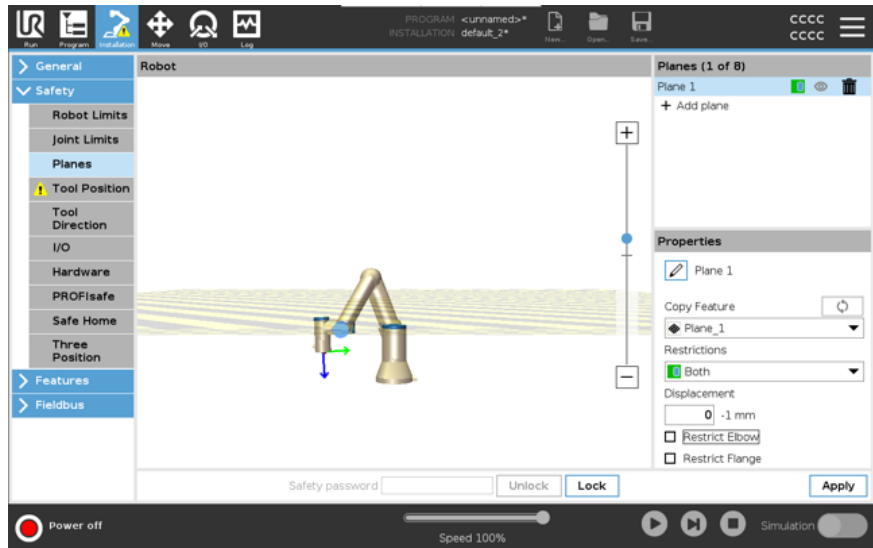 PROGRAM <unnamed>*
INSTALLATION default_2*
UR
CCCC
CCCC
Run
Program
Installation
Move
I/O
Log
New...
Open...
Save...
General
Safety
Robot Limits
Joint Limits
Planes
Tool Position
Tool
Direction
I/O
Hardware
PROFIsafe
Safe Home
Three
Position
Features
Fieldbus
Robot
Safety password
Unlock
Lock
Planes (1 of 8)
Plane 1
+ Add plane
Properties
Plane 1
Copy Feature
Plane_1
Restrictions
Both
Displacement
0 -1 mm
Restrict Elbow
Restrict Flange
Apply
Power off
Speed 100%
Simulation